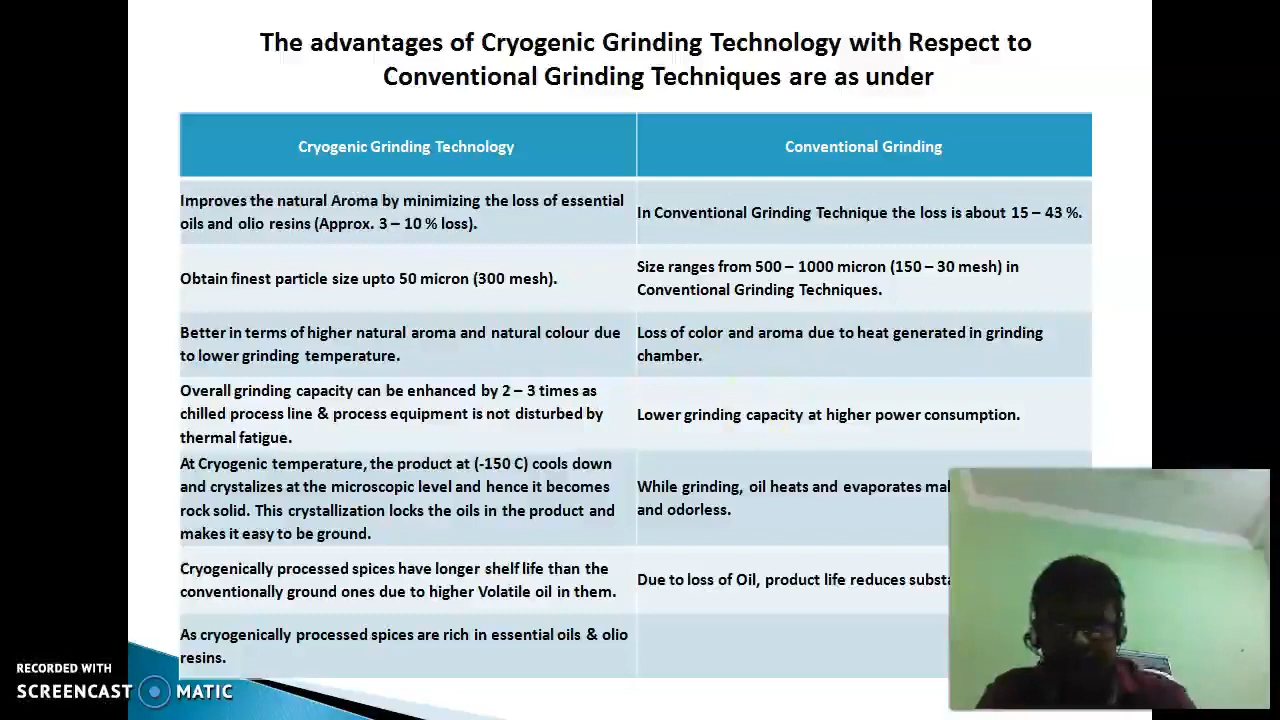 The advantages of Cryogenic Grinding Technology with Respect to
Conventional Grinding Techniques are as under
Cryogenic Grinding Technology
Conventional Grinding
Improves the natural Aroma by minimizing the loss of essential
oils and olio resins (Approx. 3 – 10 % loss).
In Conventional Grinding Technique the loss is about 15 – 43 %.
Obtain finest particle size upto 50 micron (300 mesh).
Size ranges from 500 – 1000 micron (150 – 30 mesh) in
Conventional Grinding Techniques.
Better in terms of higher natural aroma and natural colour due
to lower grinding temperature.
Loss of color and aroma due to heat generated in grinding
chamber.
Overall grinding capacity can be enhanced by 2 – 3 times as
chilled process line & process equipment is not disturbed by
thermal fatigue.
Lower grinding capacity at higher power consumption.
At Cryogenic temperature, the product at (-150 C) cools down
and crystalizes at the microscopic level and hence it becomes
rock solid. This crystallization locks the oils in the product and
makes it easy to be ground.
While grinding, oil heats and evaporates
and odorless.
Cryogenically processed spices have longer shelf life than the
conventionally ground ones due to higher Volatile oil in them.
Due to loss of Oil, product life reduces
As cryogenically processed spices are rich in essential oils & olio
resins.
RECORDED WITH
SCREENCAST MATIC